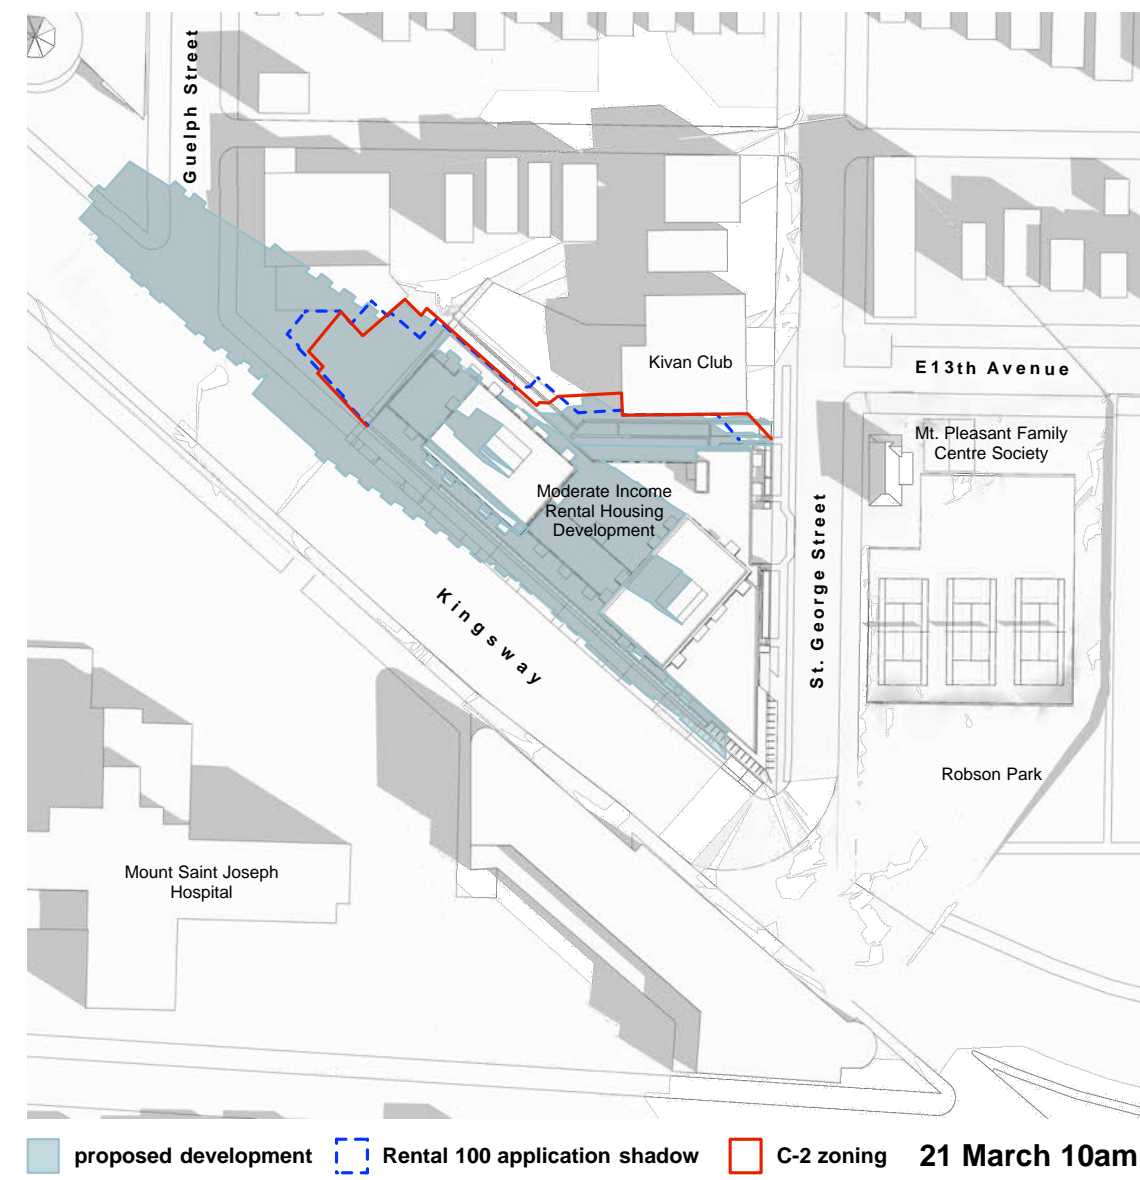 Guelph Street
Kivan Club
E13th Avenue
Mt. Pleasant Family
Centre Society
Moderate Income
Rental Housing
Development
St. George Street
Kingsway
Robson Park
Mount Saint Joseph
Hospital
proposed development
Rental 100 application shadow
C-2 zoning
21 March 10am